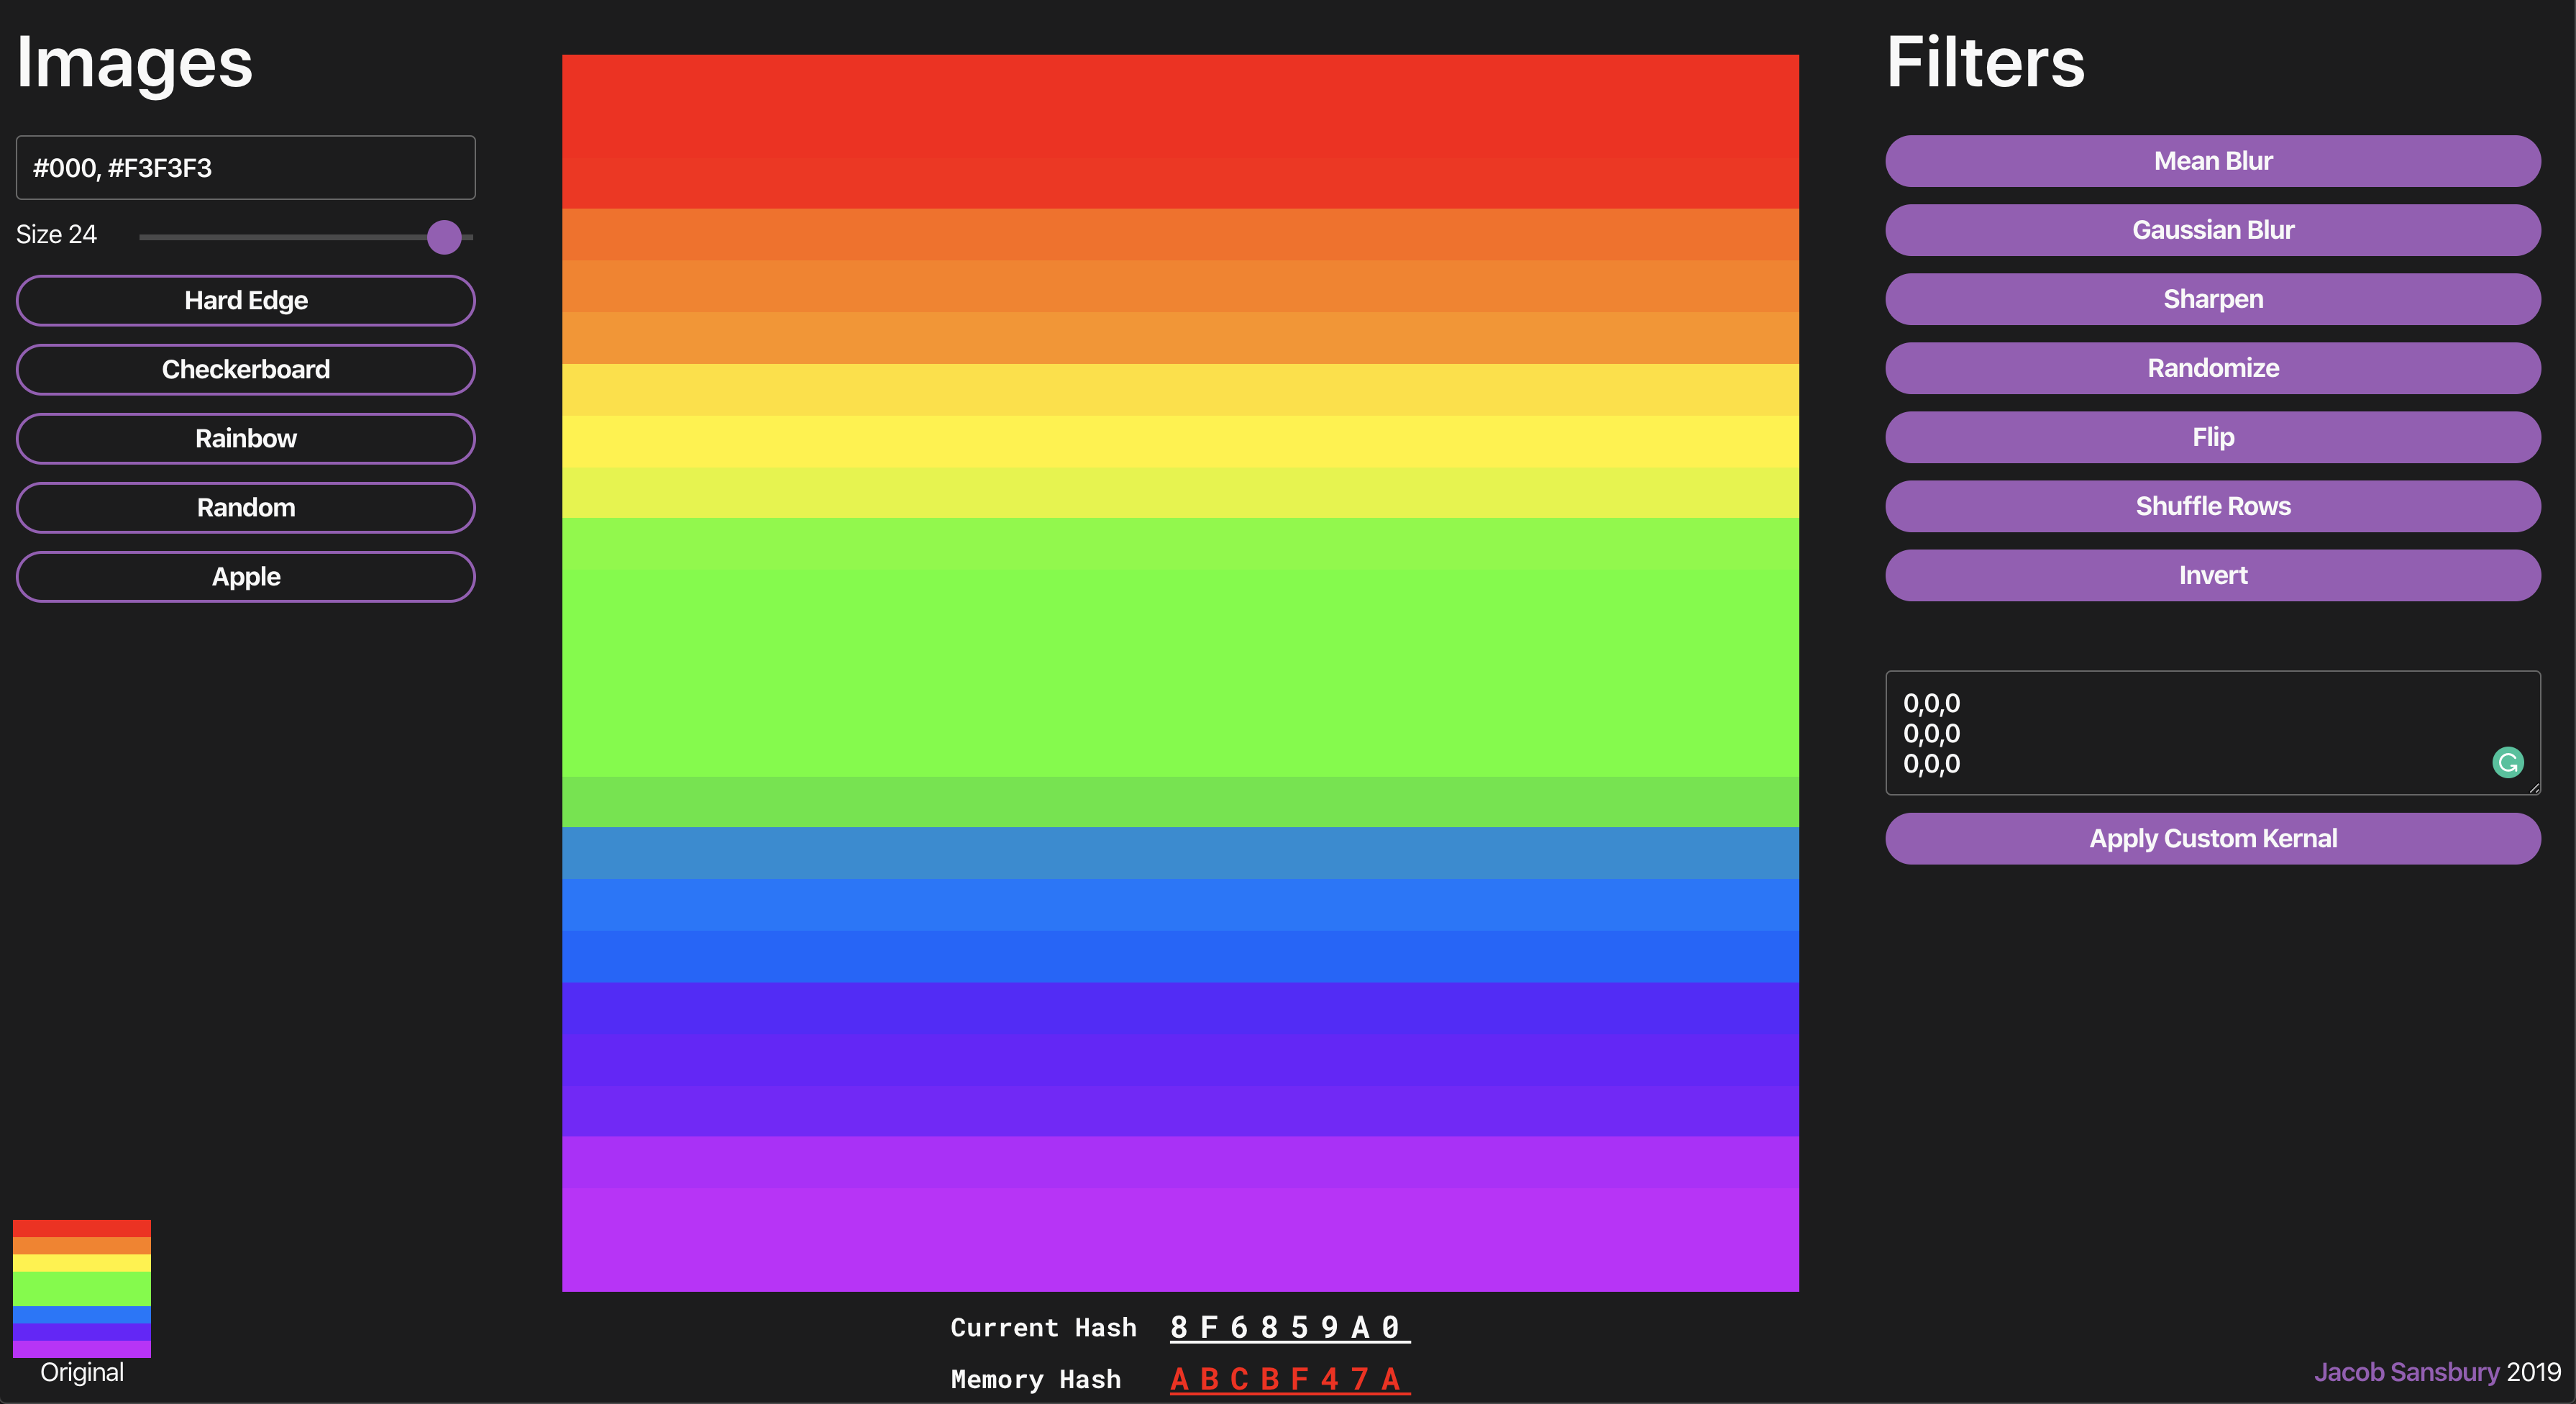 Images
#000, #F3F3F3
Size 24
Hard Edge
Checkerboard
Rainbow
Random
Apple
Original
Current Hash 8F6859A0
Memory Hash ABCBF47A
Filters
Mean Blur
Gaussian Blur
Sharpen
Randomize
Flip
Shuffle Rows
Invert
0,0,0
0,0,0
0,0,0
Apply Custom Kernal
Jacob Sansbury 2019